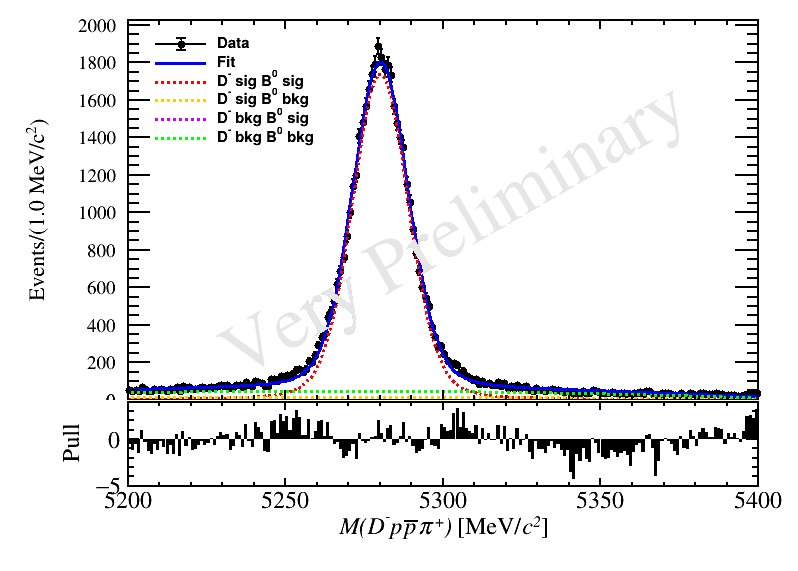 2000
1800
1600
1400
1200
1000
800
600
400
200
0
Events/(1.0 MeV/c²)
Data
Fit
D⁻ sig B⁰ sig
D⁻ sig B⁰ bkg
D⁻ bkg B⁰ sig
D⁻ bkg B⁰ bkg
Very Preliminary
Pull
0
−5
5200 5250 5300 5350 5400
M(D⁻pp̅π⁺) [MeV/c²]